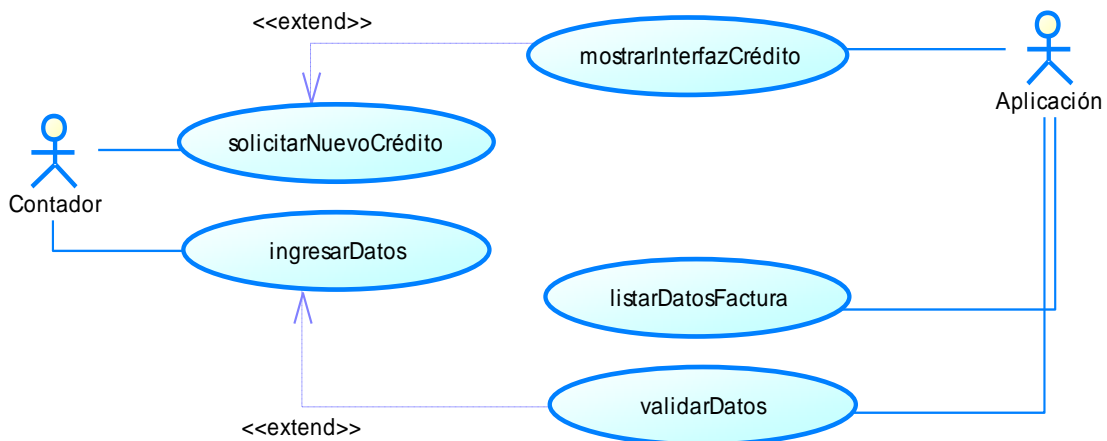 <<extend>>
mostrarInterfazCrédito
Aplicación
solicitarNuevoCrédito
Contador
ingresarDatos
listarDatosFactura
validarDatos
<<extend>>